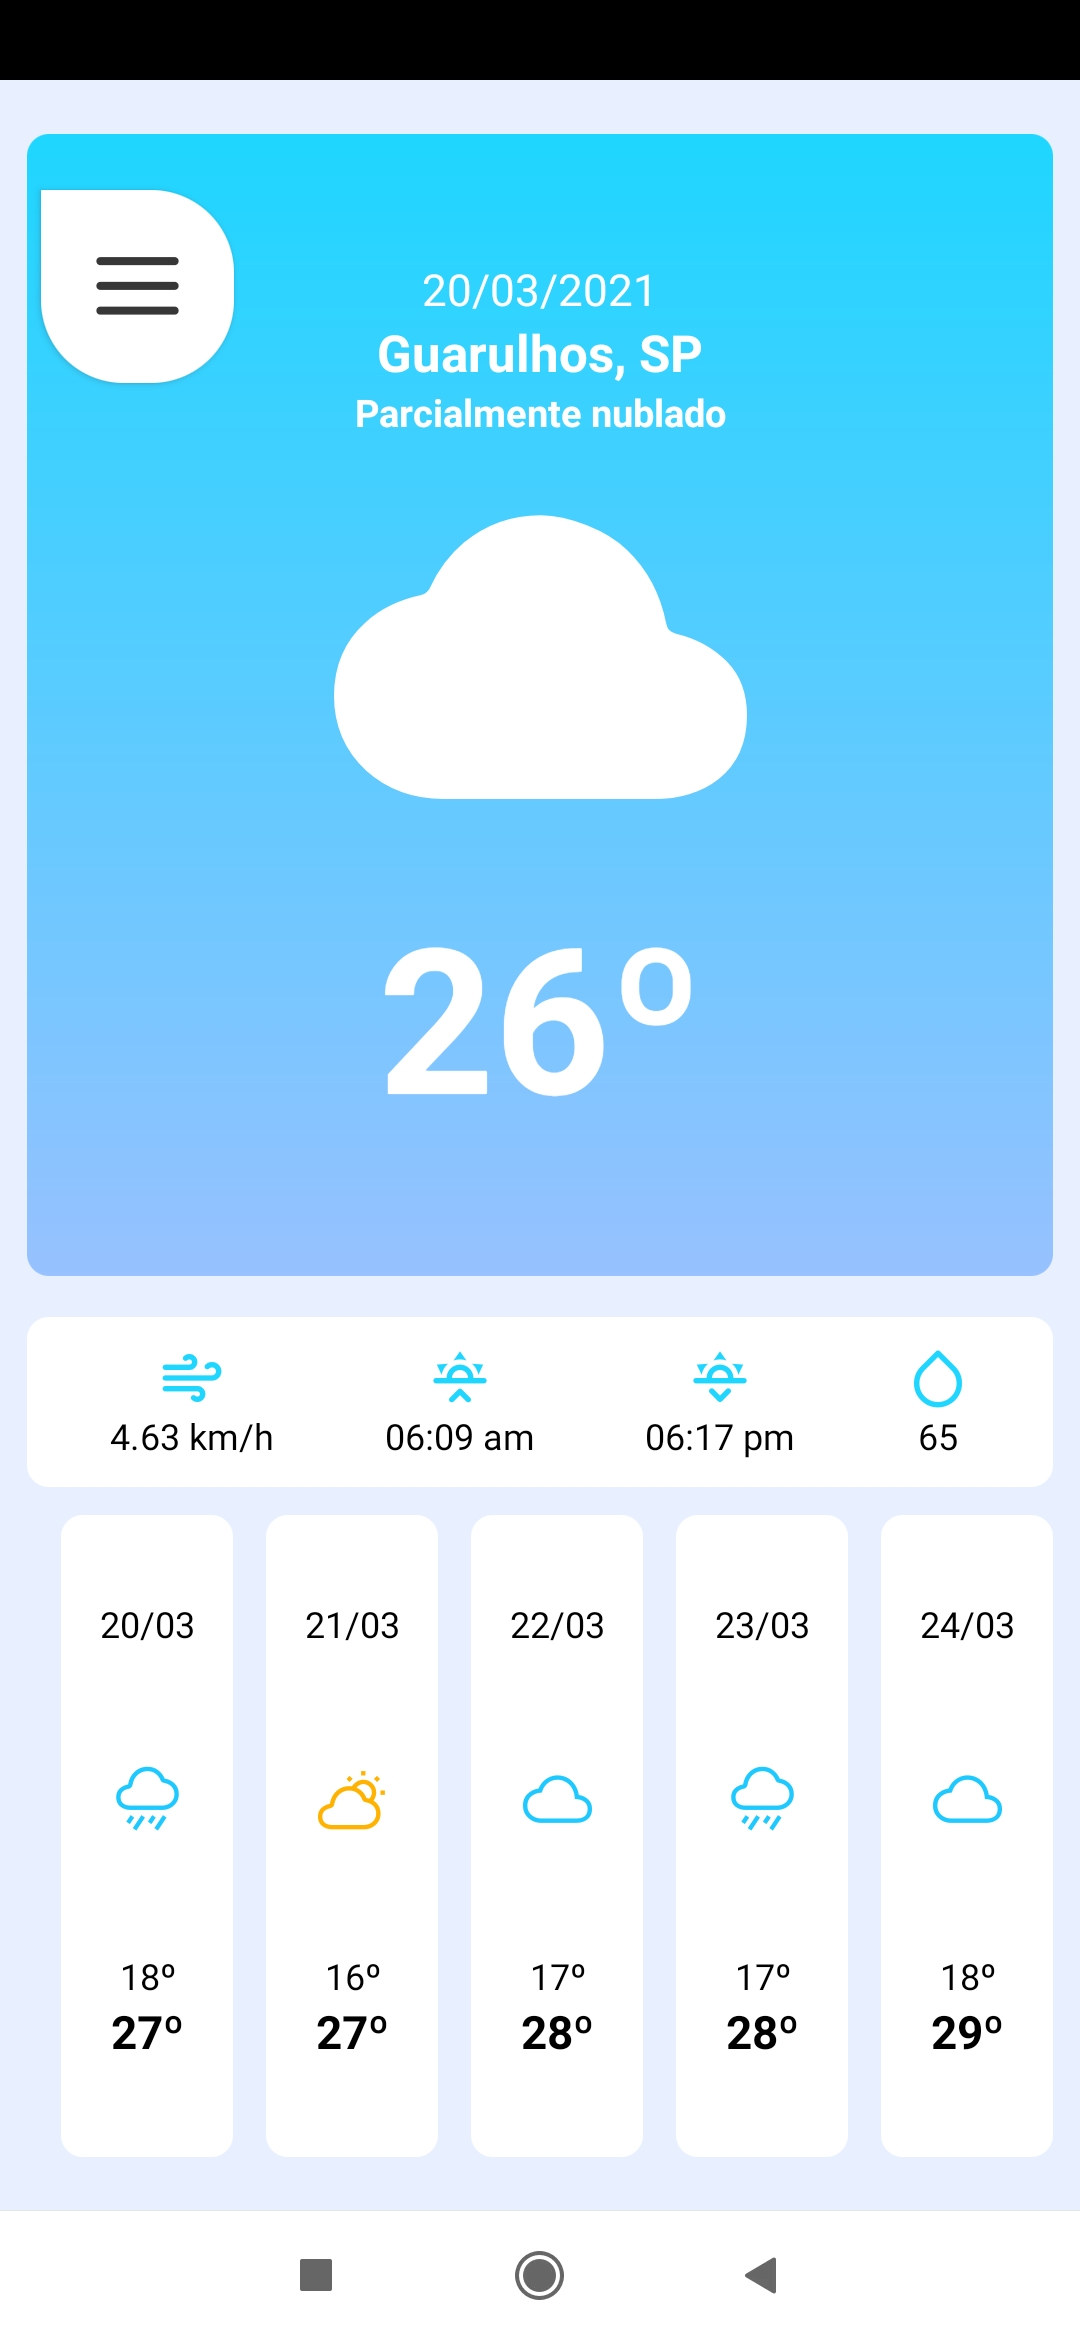 20/03/2021
Guarulhos, SP
Parcialmente nublado
26º
4.63 km/h 06:09 am 06:17 pm 65
20/03 21/03 22/03 23/03 24/03
18º 16º 17º 17º 18º
27º 27º 28º 28º 29º